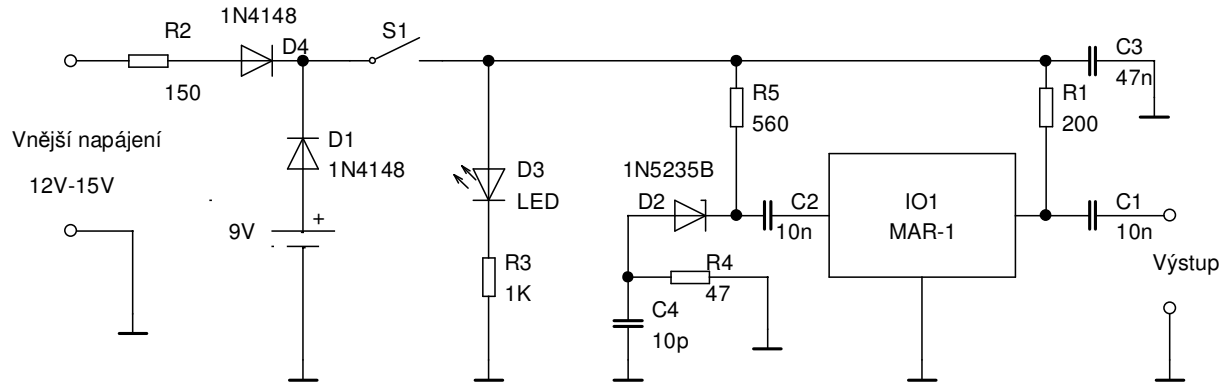 1N4148
R2
D4
S1
150
C3
47n
R5
560
R1
200
Vnější napájení
12V-15V
D1
1N4148
D3
LED
1N5235B
D2
C2
10n
IO1
MAR-1
C1
10n
+
9V
R3
1K
R4
47
C4
10p
Výstup